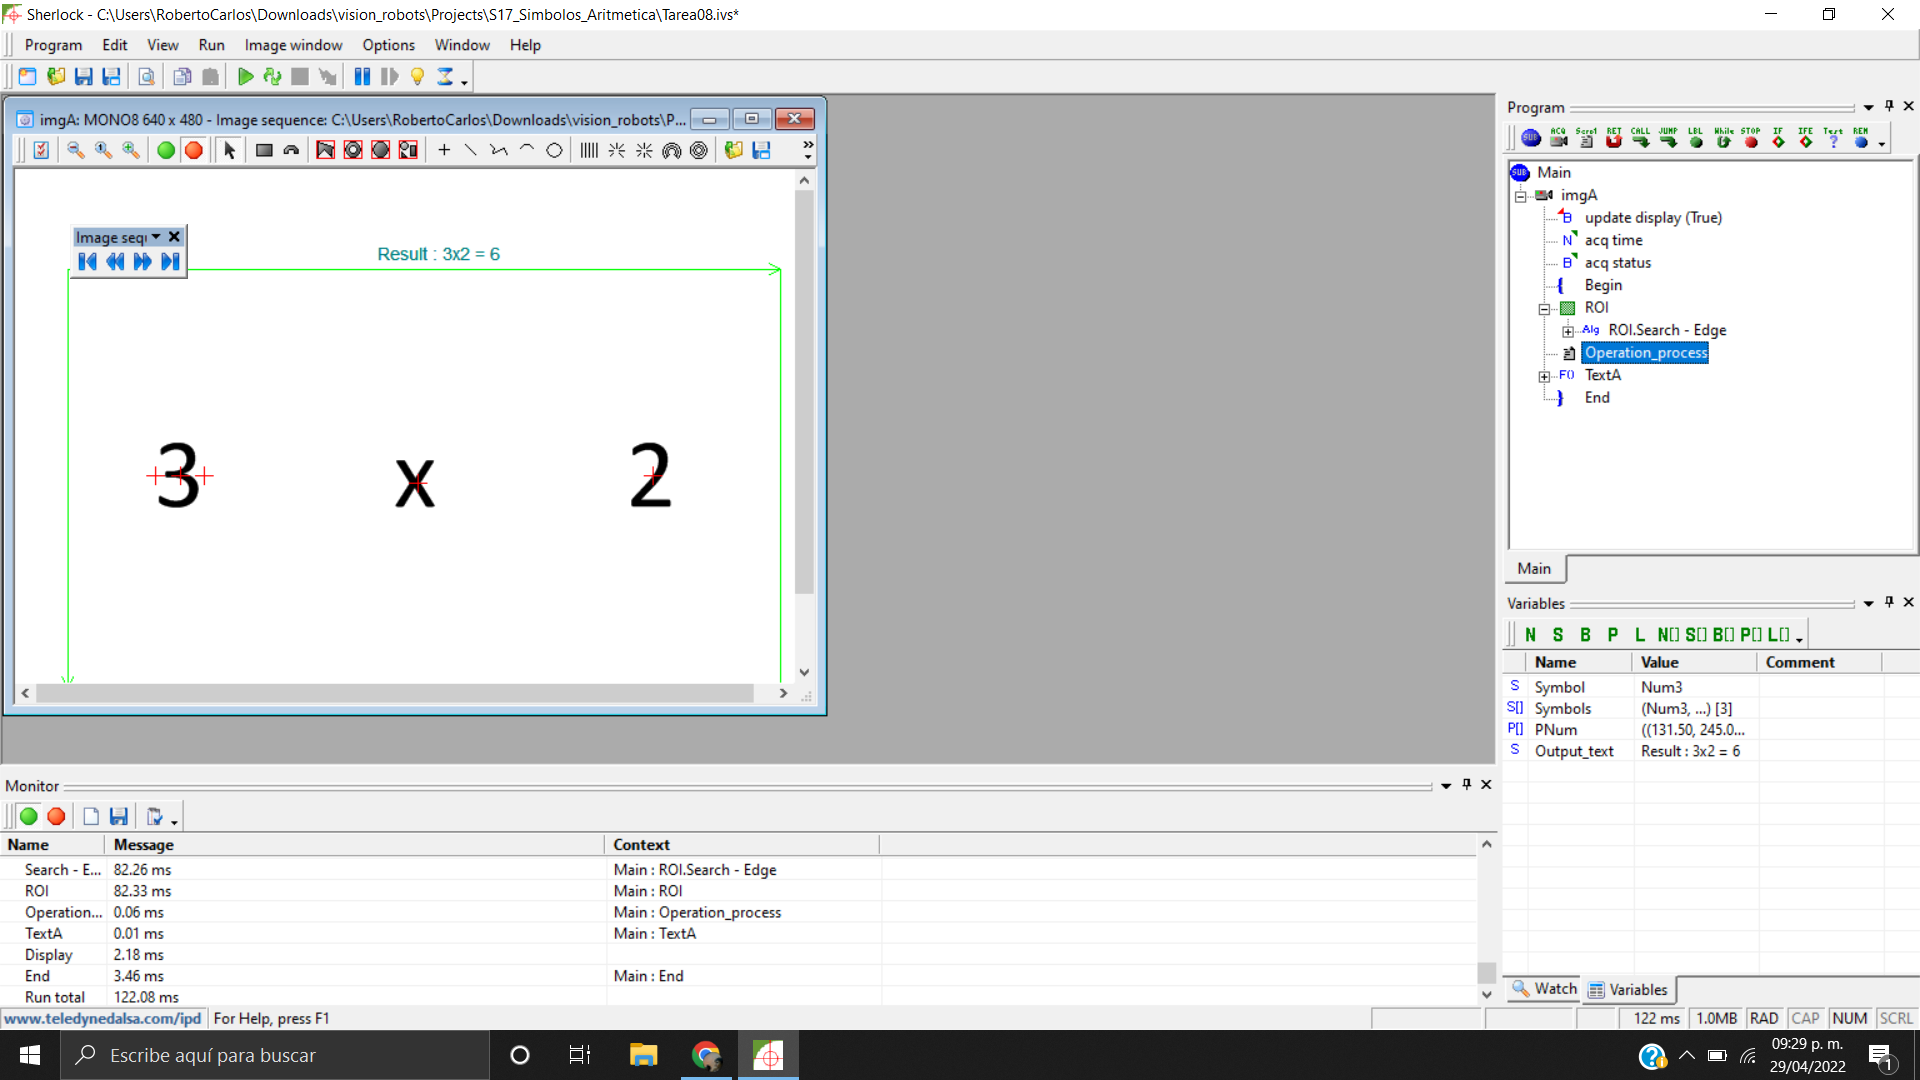 Sherlock - C:\Users\RobertoCarlos\Downloads\vision_robots\Projects\S17_Simbolos_Aritmetica\Tarea08.ivs*
Program Edit View Run Image window Options Window Help
imgA: MONO8 640 x 480 - Image sequence: C:\Users\RobertoCarlos\Downloads\vision_robots\P...
Image seq
Result : 3x2 = 6
3 x 2
Program
SUB ACQ Script RET CALL JUMP LBL While STOP IF IFE Test REM
SUB Main
imgA
B update display (True)
N acq time
B acq status
{ Begin
ROI
Alg ROI.Search - Edge
Operation_process
F() TextA
} End
Main
Variables
N S B P L N[] S[] B[] P[] L[]
Name Value Comment
S Symbol Num3
S[] Symbols (Num3, ...) [3]
P[] PNum ((131.50, 245.0...
S Output_text Result : 3x2 = 6
Watch Variables
Monitor
Name Message Context
Search - E... 82.26 ms Main : ROI.Search - Edge
ROI 82.33 ms Main : ROI
Operation... 0.06 ms Main : Operation_process
TextA 0.01 ms Main : TextA
Display 2.18 ms
End 3.46 ms Main : End
Run total 122.08 ms
www.teledynedalsa.com/ipd For Help, press F1
122 ms 1.0MB RAD CAP NUM SCRL
Escribe aquí para buscar
09:29 p. m.
29/04/2022
1